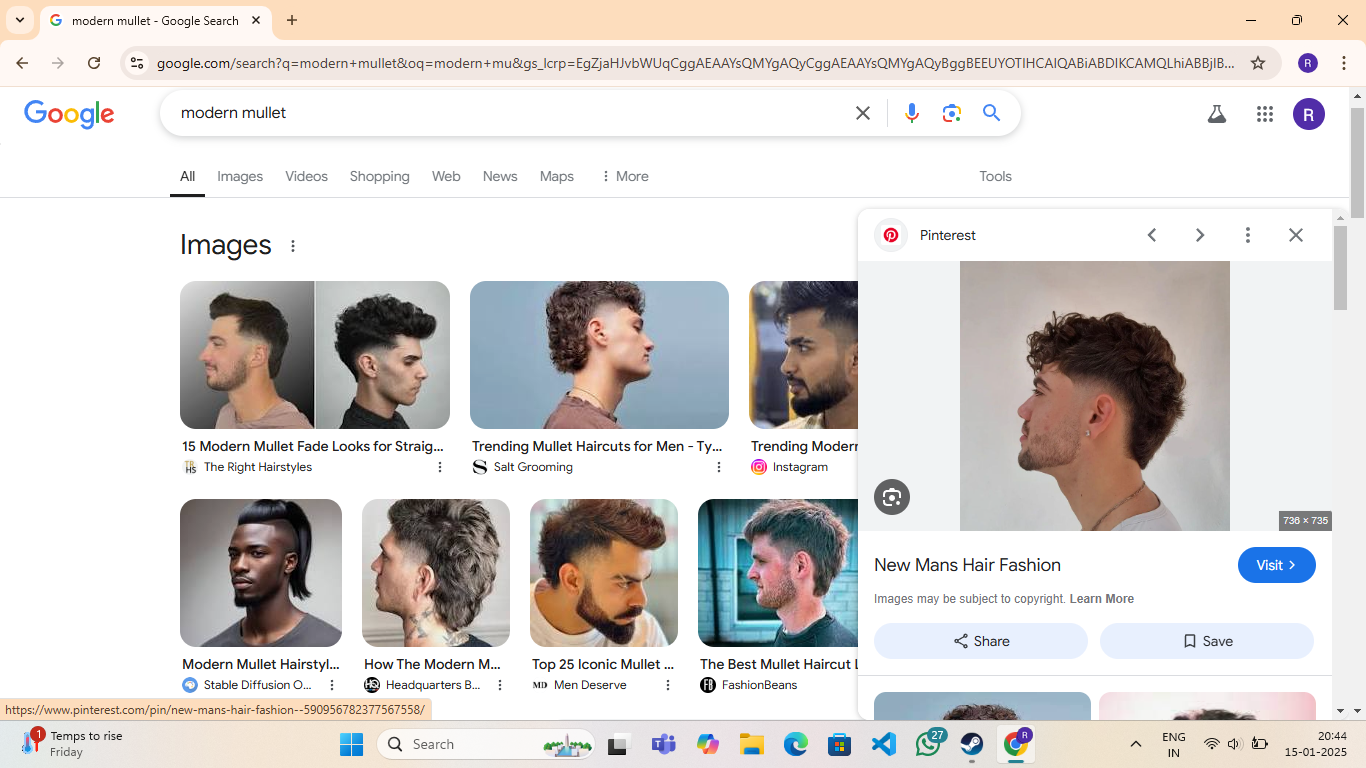 modern mullet - Google Search
google.com/search?q=modern+mullet&oq=modern+mu&gs_lcrp=EgZjaHJvbWUqCggAEAAYsQMYgAQyCggAEAAYsQMYgAQyBggBEEUYOTIHCAIQABiABDIKCAMQLhiABBjlB...
R
Google
modern mullet
R
All Images Videos Shopping Web News Maps More Tools
Images
15 Modern Mullet Fade Looks for Straig...
The Right Hairstyles
Trending Mullet Haircuts for Men - Ty...
Salt Grooming
Trending Modern
Instagram
Modern Mullet Hairstyl...
Stable Diffusion O...
How The Modern M...
Headquarters B...
Top 25 Iconic Mullet ...
MD Men Deserve
The Best Mullet Haircut L
FashionBeans
Pinterest
736 × 735
New Mans Hair Fashion
Visit
Images may be subject to copyright. Learn More
Share
Save
https://www.pinterest.com/pin/new-mans-hair-fashion--590956782377567558/
1
Temps to rise
Friday
Search
27
R
ENG
IN
20:44
15-01-2025